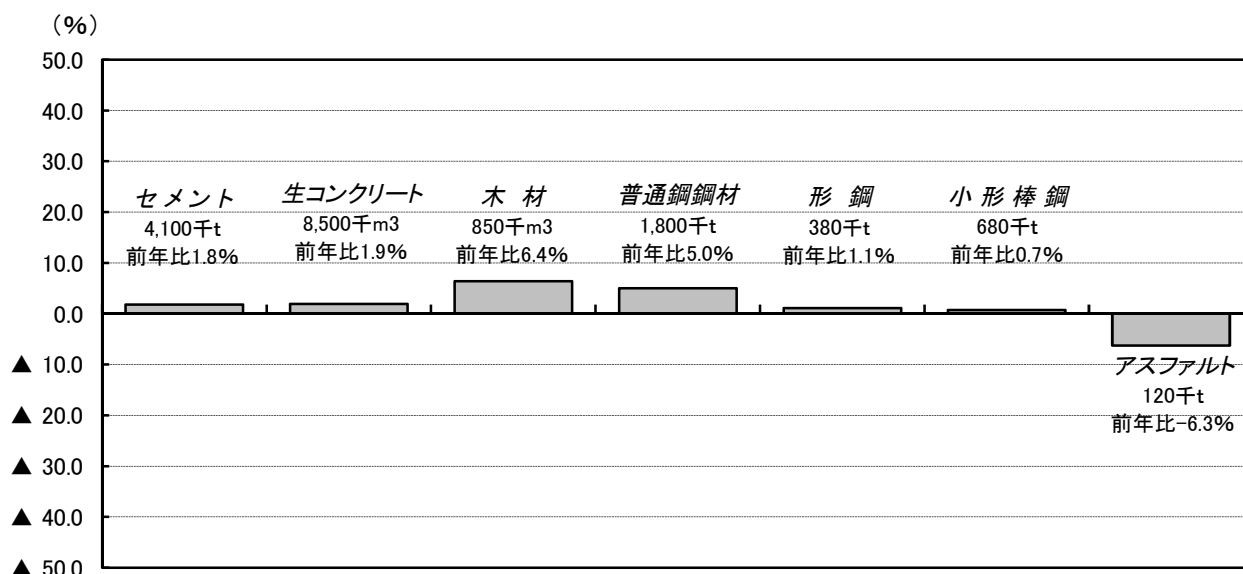 （%）
50.0
40.0
30.0
20.0
10.0
0.0
▲ 10.0
▲ 20.0
▲ 30.0
▲ 40.0
▲ 50.0
セメント
4,100千t
前年比1.8%
生コンクリート
8,500千m3
前年比1.9%
木 材
850千m3
前年比6.4%
普通鋼鋼材
1,800千t
前年比5.0%
形 鋼
380千t
前年比1.1%
小 形 棒 鋼
680千t
前年比0.7%
アスファルト
120千t
前年比-6.3%